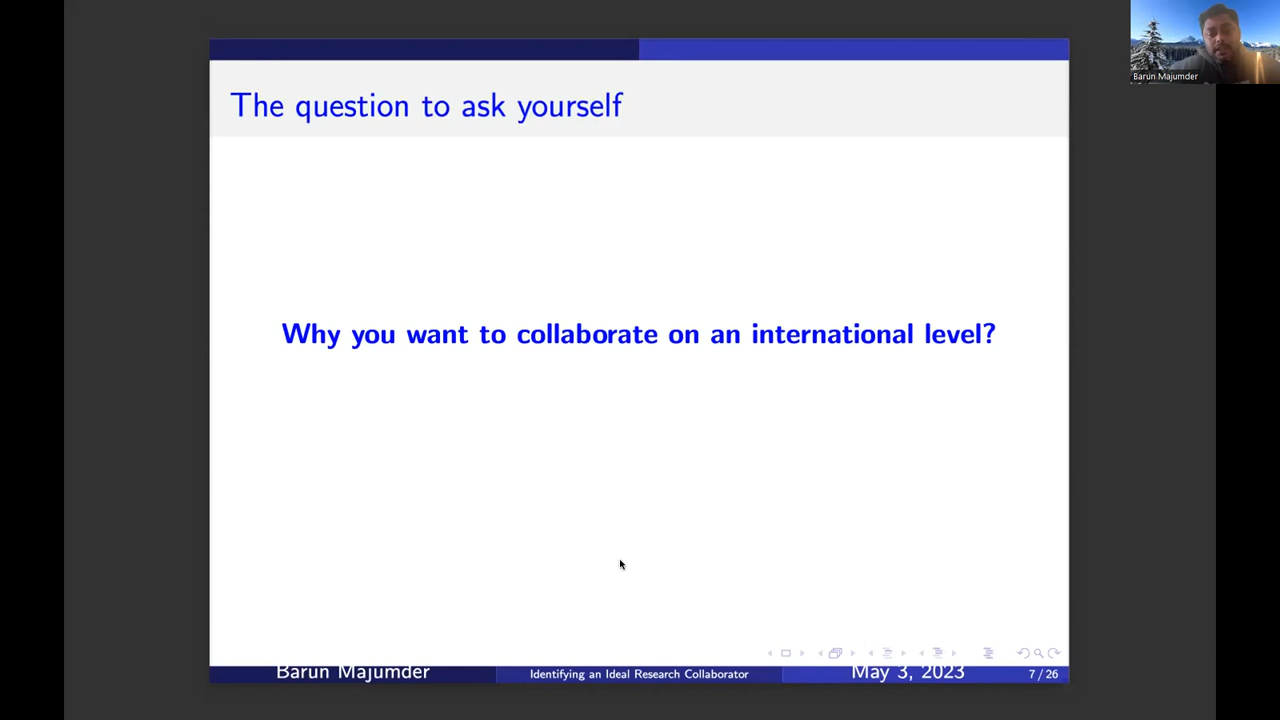 Barun Majumder
The question to ask yourself
Why you want to collaborate on an international level?
Barun Majumder
Identifying an Ideal Research Collaborator
May 3, 2023
7 / 26